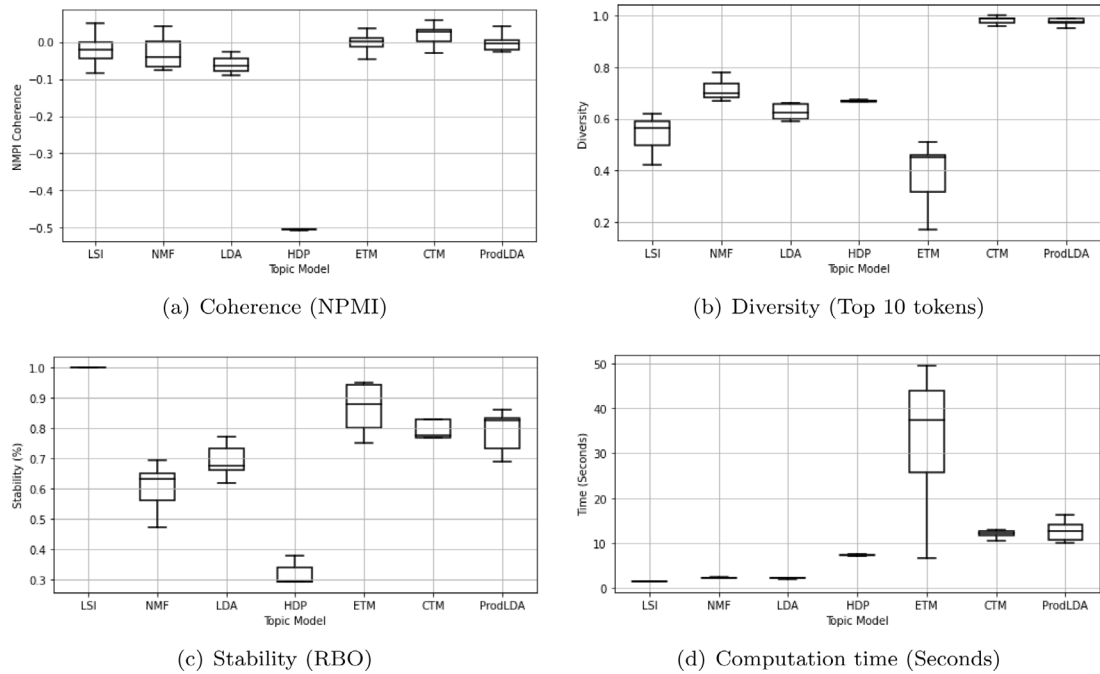 0.0
−0.1
−0.2
−0.3
−0.4
−0.5
NMPI Coherence
LSI NMF LDA HDP ETM CTM ProdLDA
Topic Model
(a) Coherence (NPMI)
1.0
0.8
0.6
0.4
0.2
Diversity
LSI NMF LDA HDP ETM CTM ProdLDA
Topic Model
(b) Diversity (Top 10 tokens)
1.0
0.9
0.8
0.7
0.6
0.5
0.4
0.3
Stability (%)
LSI NMF LDA HDP ETM CTM ProdLDA
Topic Model
(c) Stability (RBO)
50
40
30
20
10
0
Time (Seconds)
LSI NMF LDA HDP ETM CTM ProdLDA
Topic Model
(d) Computation time (Seconds)